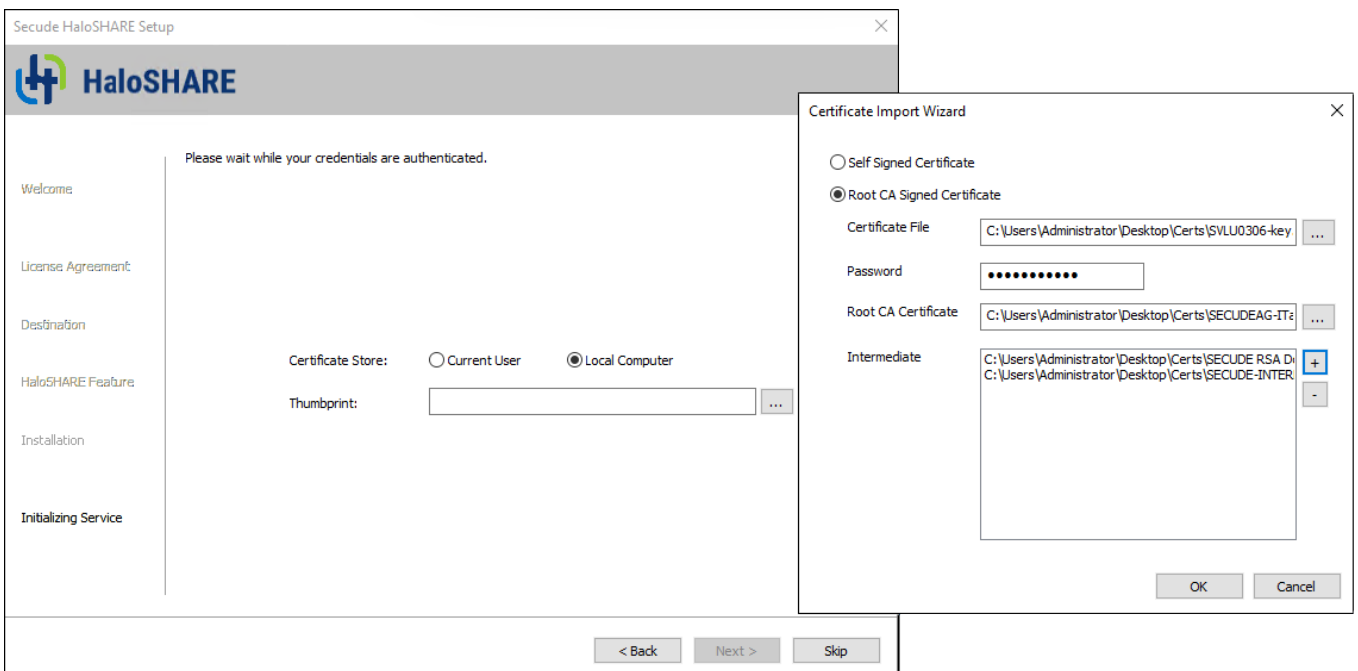 Secude HaloSHARE Setup
HaloSHARE
Welcome
License Agreement
Destination
HaloSHARE Feature
Installation
Initializing Service
Please wait while your credentials are authenticated.
Certificate Store:
Current User
Local Computer
Thumbprint:
...
< Back
Next >
Skip
Certificate Import Wizard
Self Signed Certificate
Root CA Signed Certificate
Certificate File
C:\Users\Administrator\Desktop\Certs\SVLU0306-key
...
Password
•••••••••••
Root CA Certificate
C:\Users\Administrator\Desktop\Certs\SECUDEAG-ITa
...
Intermediate
C:\Users\Administrator\Desktop\Certs\SECUDE RSA D
C:\Users\Administrator\Desktop\Certs\SECUDE-INTER
+
-
OK
Cancel